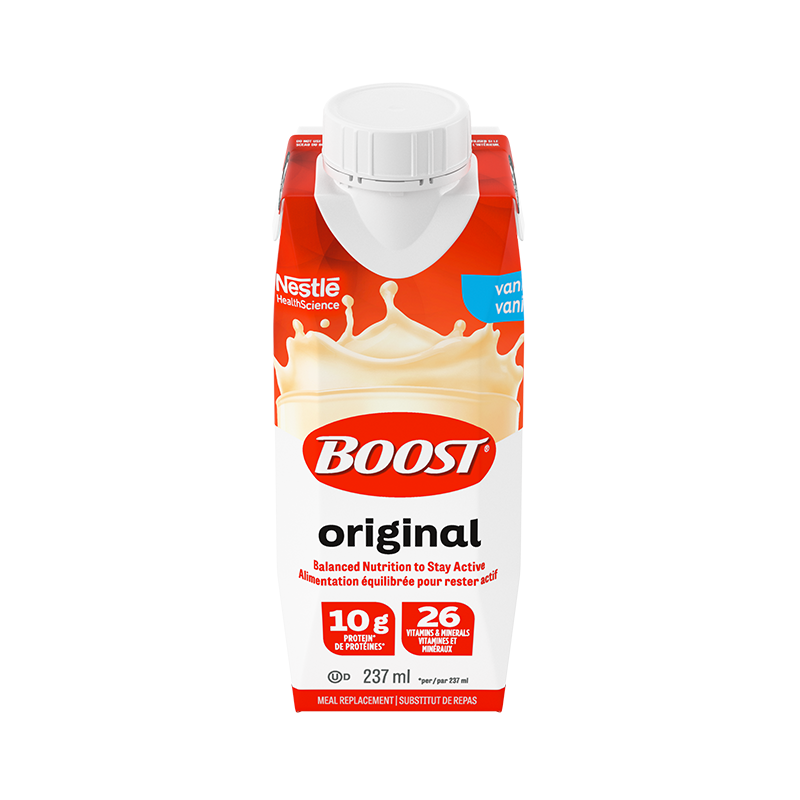 Nestlé
HealthScience
BOOST®
original
Balanced Nutrition to Stay Active
Alimentation équilibrée pour rester actif
10 g
PROTEIN*
DE PROTÉINES*
26
VITAMINS & MINERALS
VITAMINES ET
MINÉRAUX
UD 237 ml *per/par 237 ml
MEAL REPLACEMENT | SUBSTITUT DE REPAS